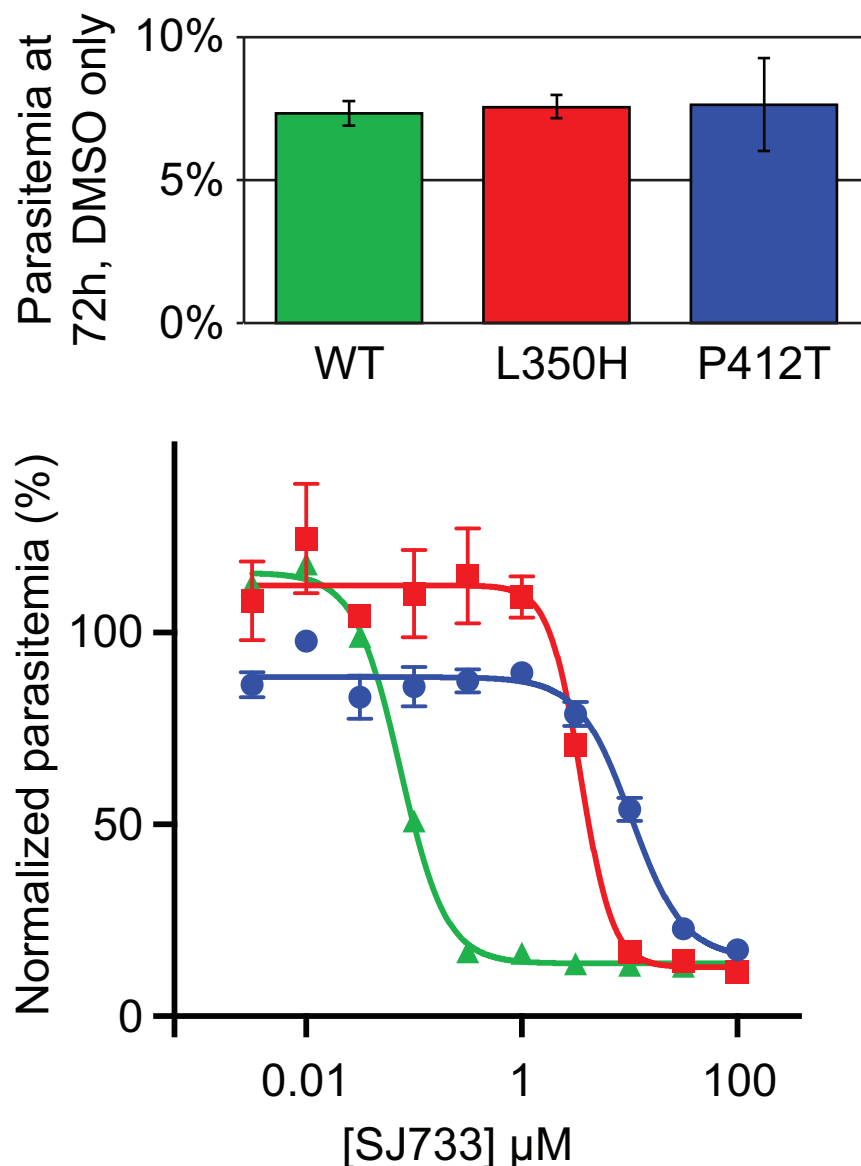 Parasitemia at
72h, DMSO only
10%
5%
0%
WT L350H P412T
Normalized parasitemia (%)
100
50
0
0.01 1 100
[SJ733] µM